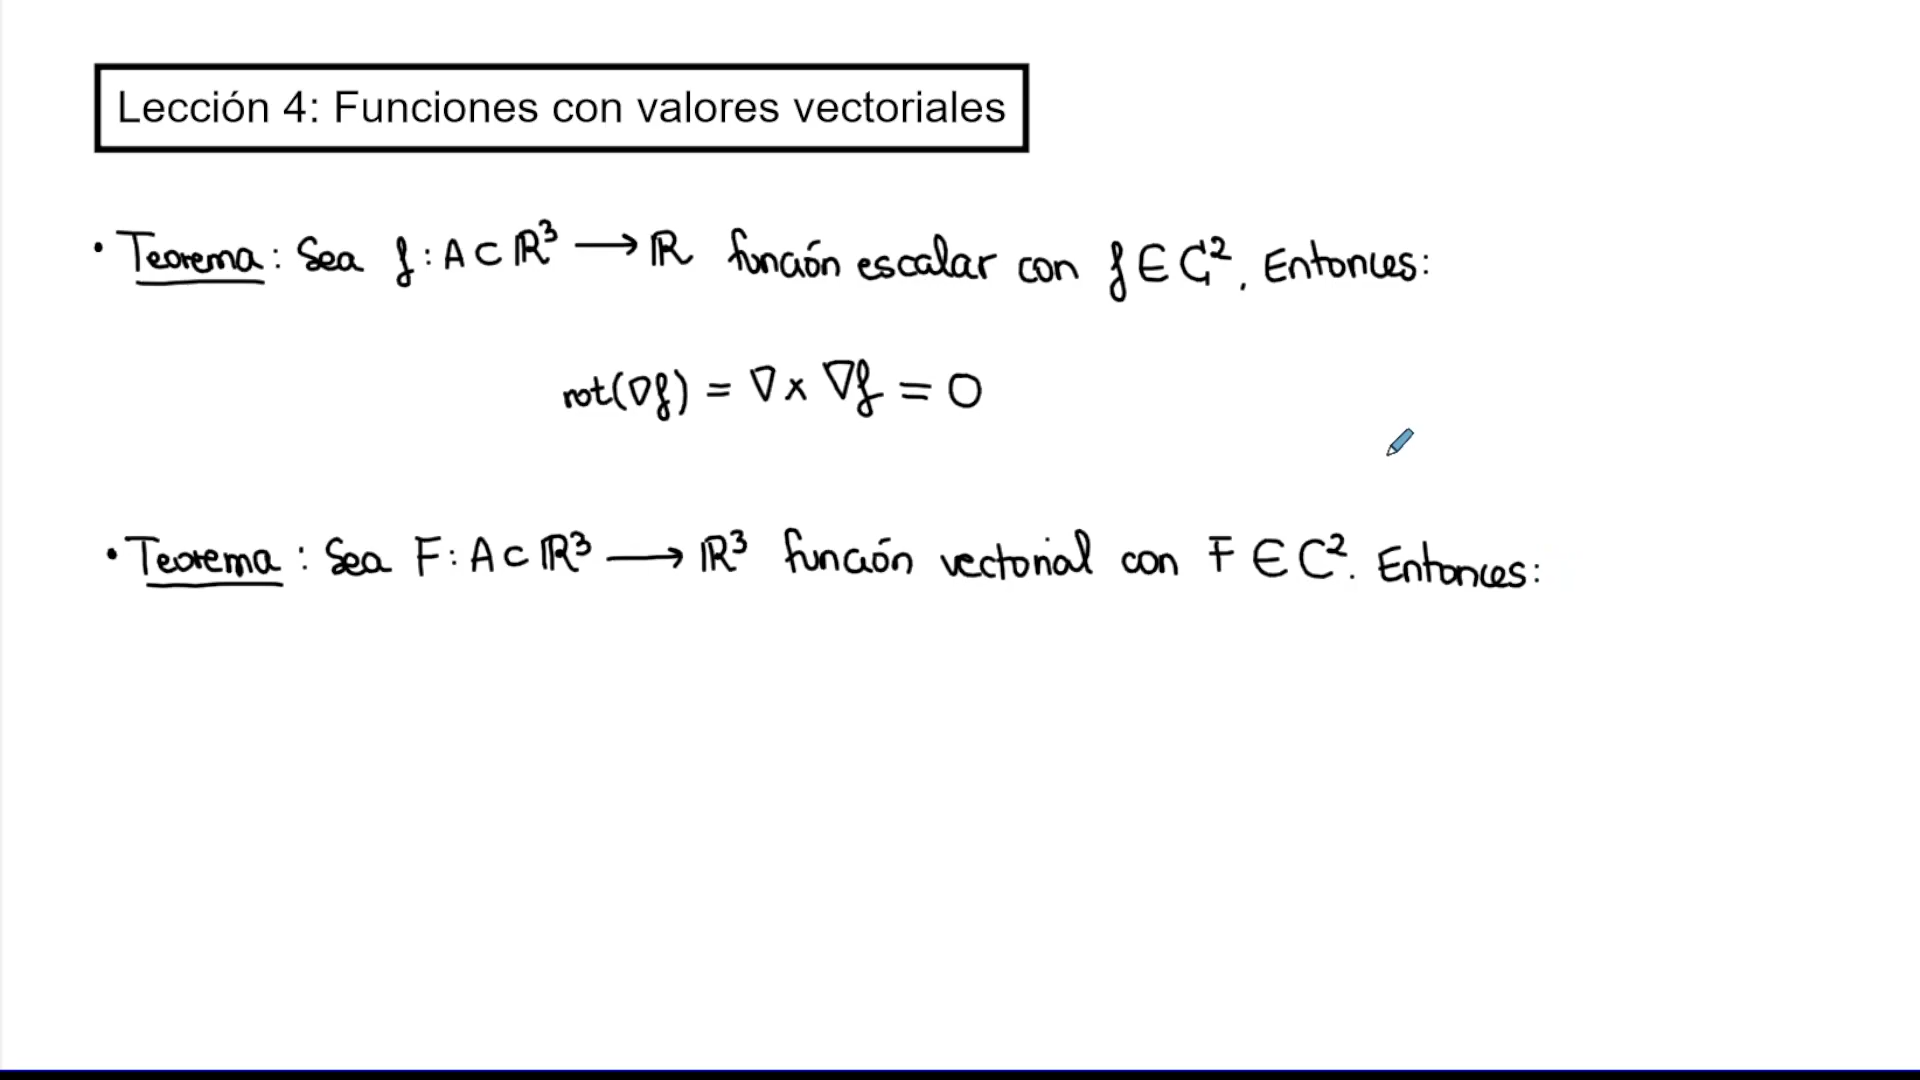 Lección 4: Funciones con valores vectoriales
• Teorema: Sea f: A ⊂ ℝ³ ⟶ ℝ función escalar con f ∈ C². Entonces:
rot(∇f) = ∇ × ∇f = 0
• Teorema: Sea F: A ⊂ ℝ³ ⟶ ℝ³ función vectorial con F ∈ C². Entonces: